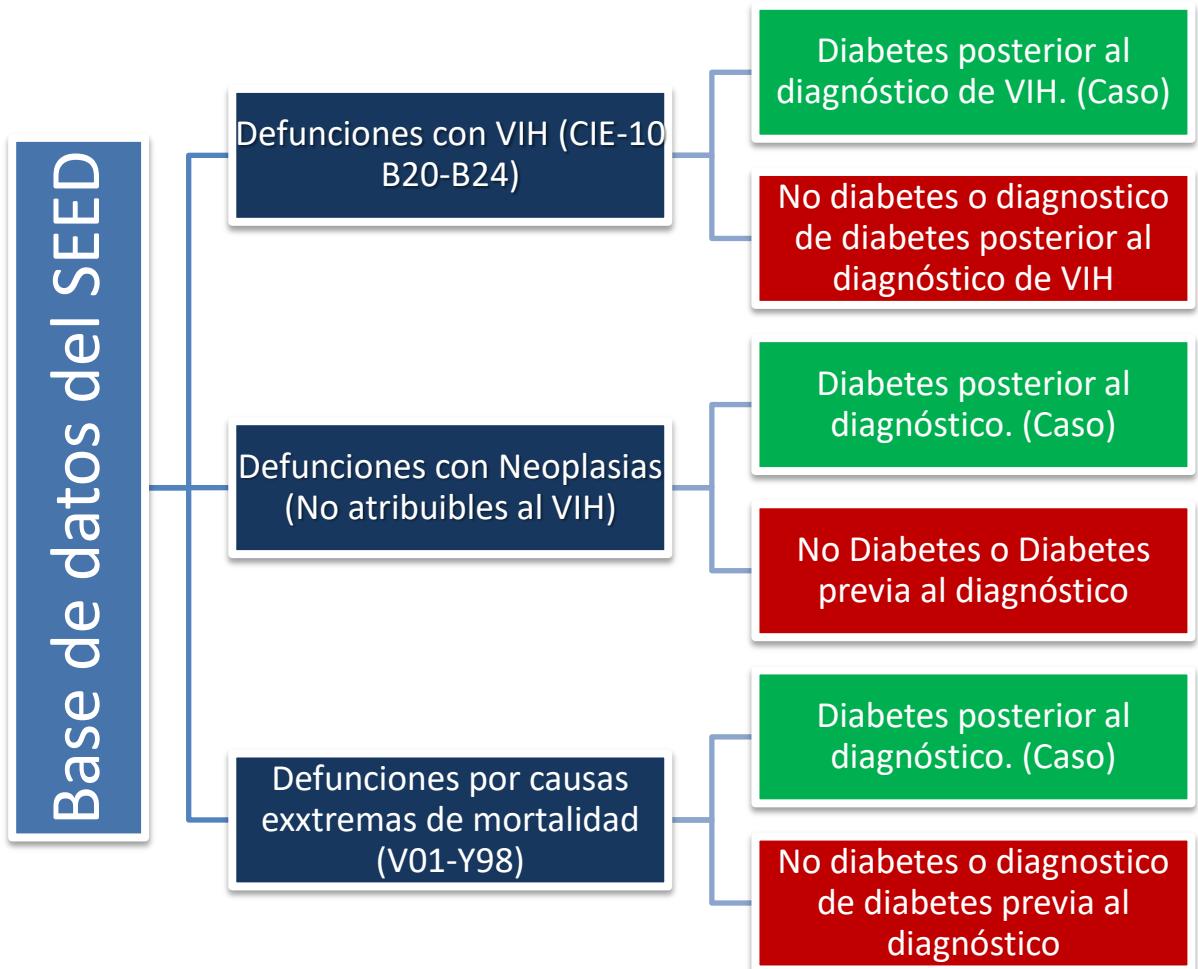 Base de datos del SEED
Defunciones con VIH (CIE-10
B20-B24)
Diabetes posterior al
diagnóstico de VIH. (Caso)
No diabetes o diagnostico
de diabetes posterior al
diagnóstico de VIH
Defunciones con Neoplasias
(No atribuibles al VIH)
Diabetes posterior al
diagnóstico. (Caso)
No Diabetes o Diabetes
previa al diagnóstico
Defunciones por causas
exxtremas de mortalidad
(V01-Y98)
Diabetes posterior al
diagnóstico. (Caso)
No diabetes o diagnostico
de diabetes previa al
diagnóstico